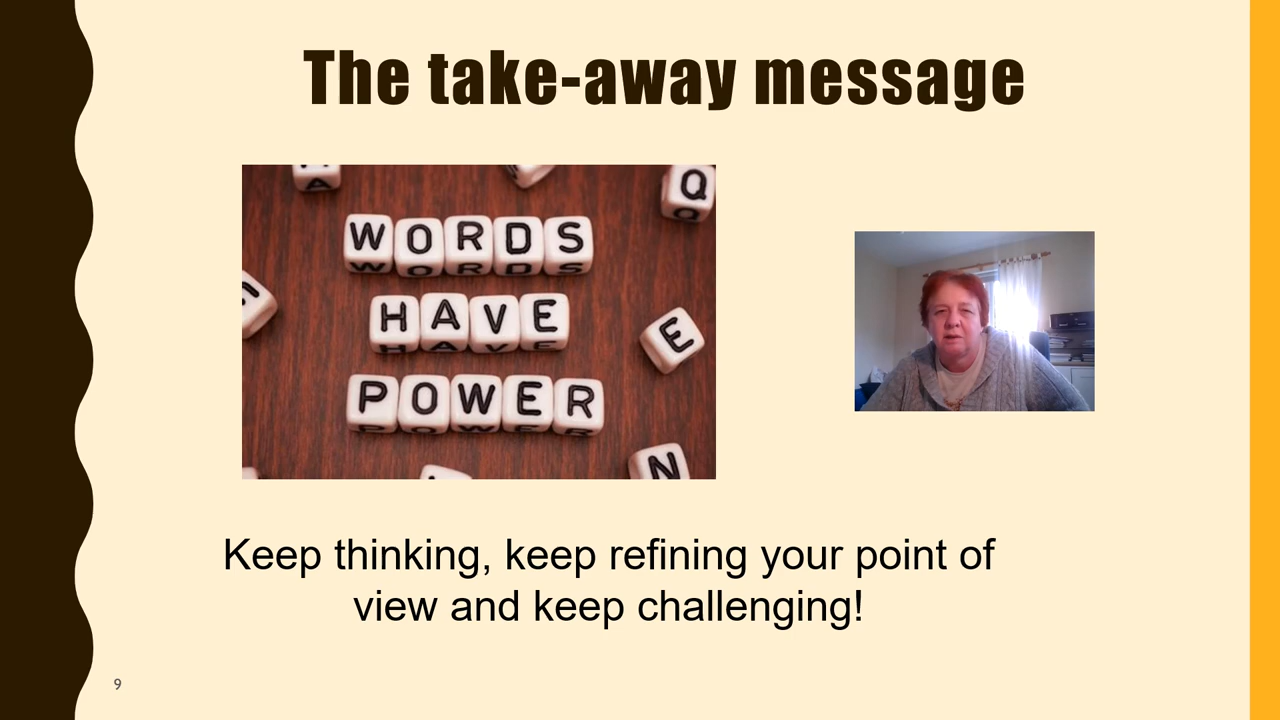 The take-away message
A
Q
WORDS
HAVE
E
POWER
N
Keep thinking, keep refining your point of
view and keep challenging!
9